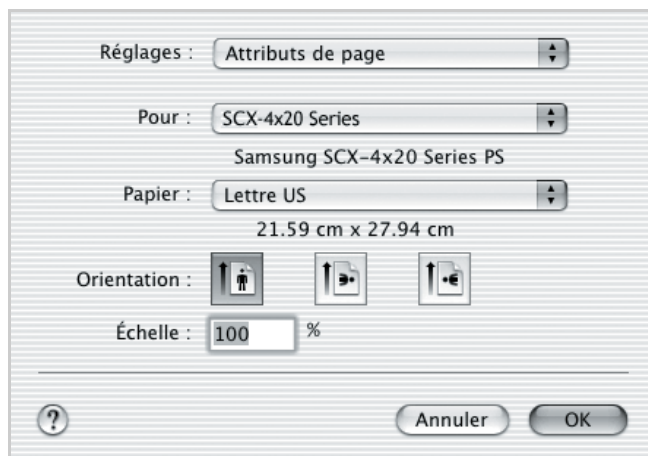 Réglages : Attributs de page
Pour : SCX-4x20 Series
Samsung SCX-4x20 Series PS
Papier : Lettre US
21.59 cm x 27.94 cm
Orientation :
Échelle : 100 %
? Annuler OK